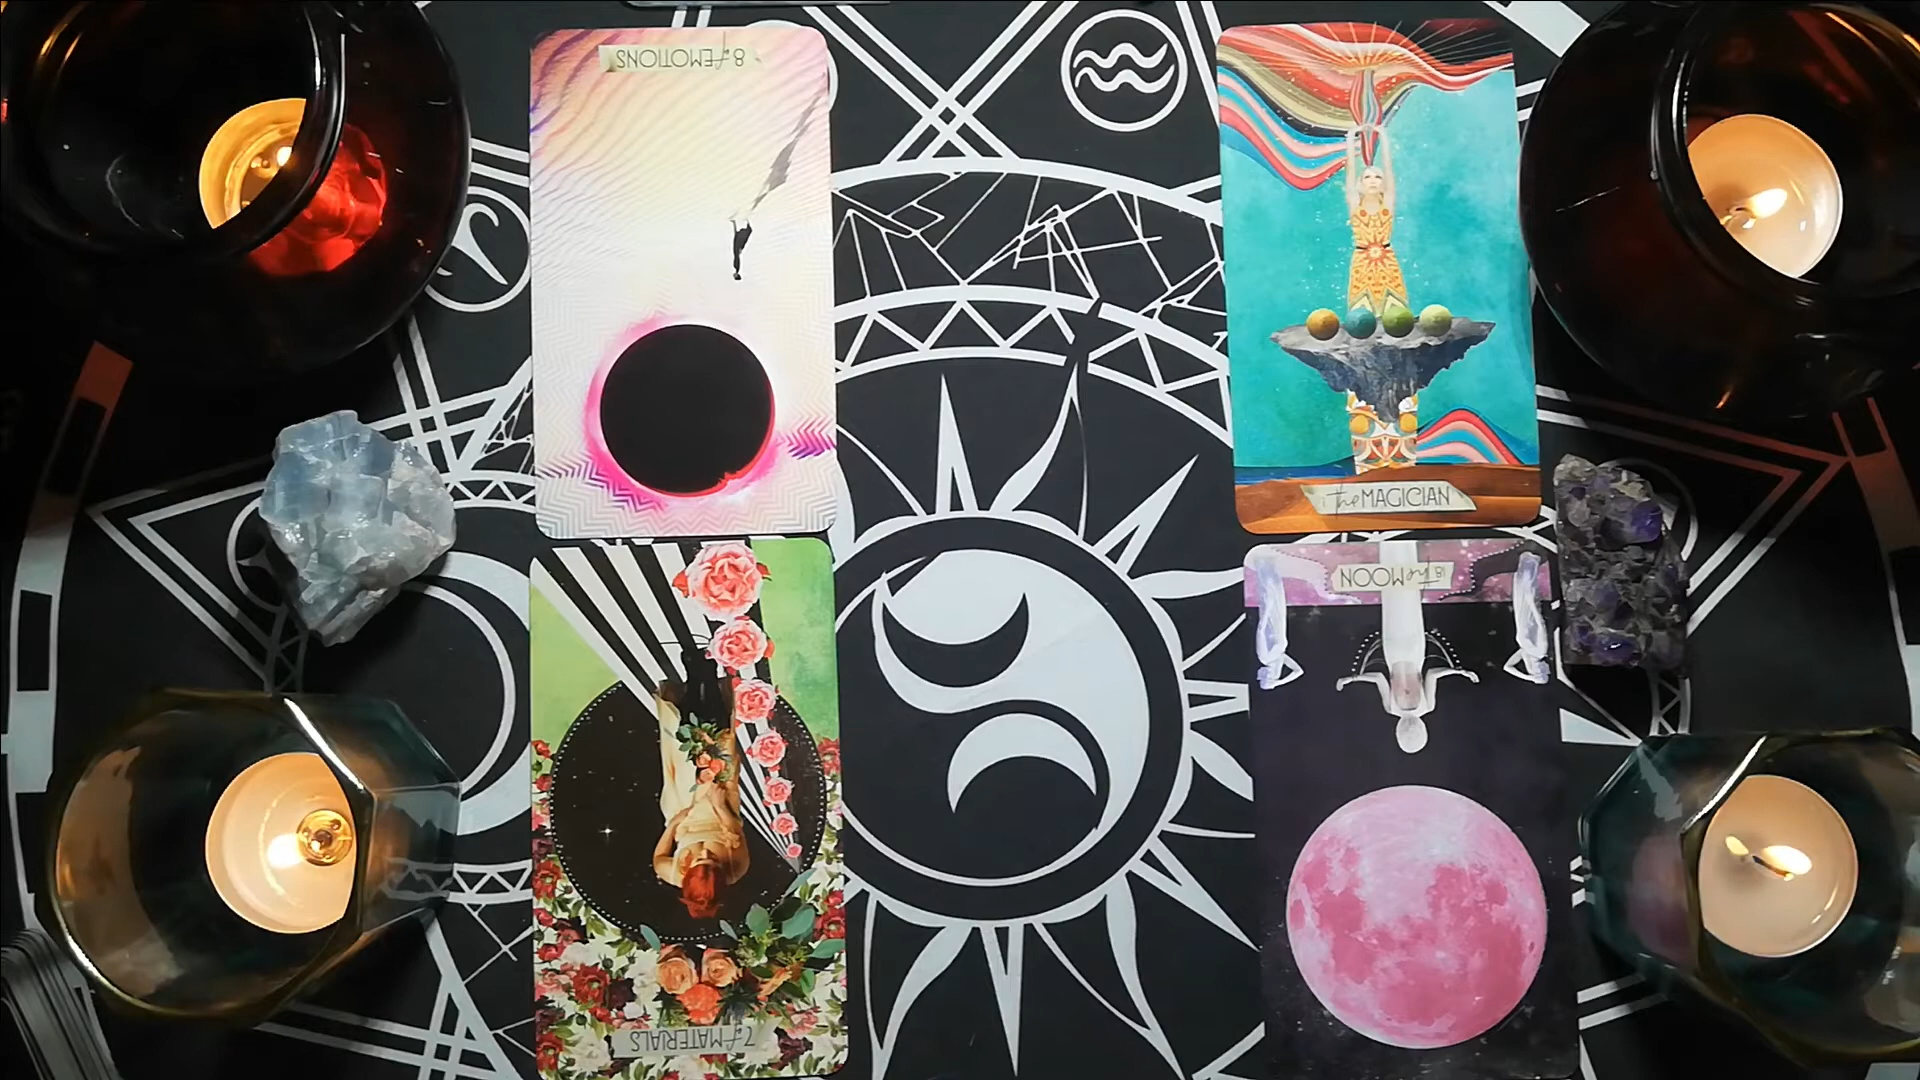 8 of EMOTIONS
the MAGICIAN
18 the MOON
7 of MATERIALS